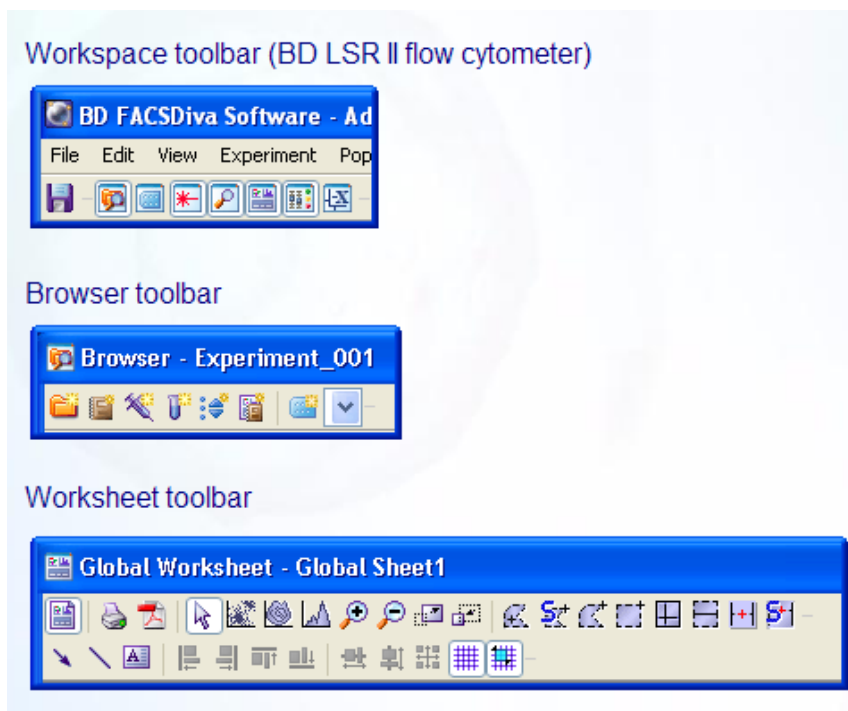 Workspace toolbar (BD LSR II flow cytometer)
BD FACSDiva Software - Ad
File Edit View Experiment Pop
Browser toolbar
Browser - Experiment_001
Worksheet toolbar
Global Worksheet - Global Sheet1